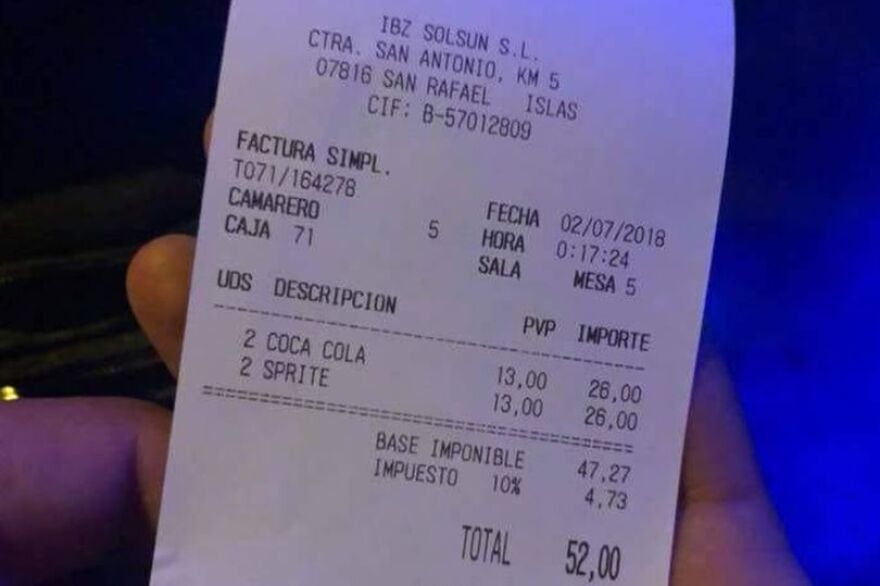 IBZ SOLSUN S.L.
CTRA. SAN ANTONIO, KM 5
07816 SAN RAFAEL ISLAS
CIF: B-57012809
FACTURA SIMPL.
T071/164278
CAMARERO 5
CAJA 71
FECHA 02/07/2018
HORA 0:17:24
SALA MESA 5
UDS DESCRIPCION PVP IMPORTE
2 COCA COLA 13,00 26,00
2 SPRITE 13,00 26,00
BASE IMPONIBLE 47,27
IMPUESTO 10% 4,73
TOTAL 52,00